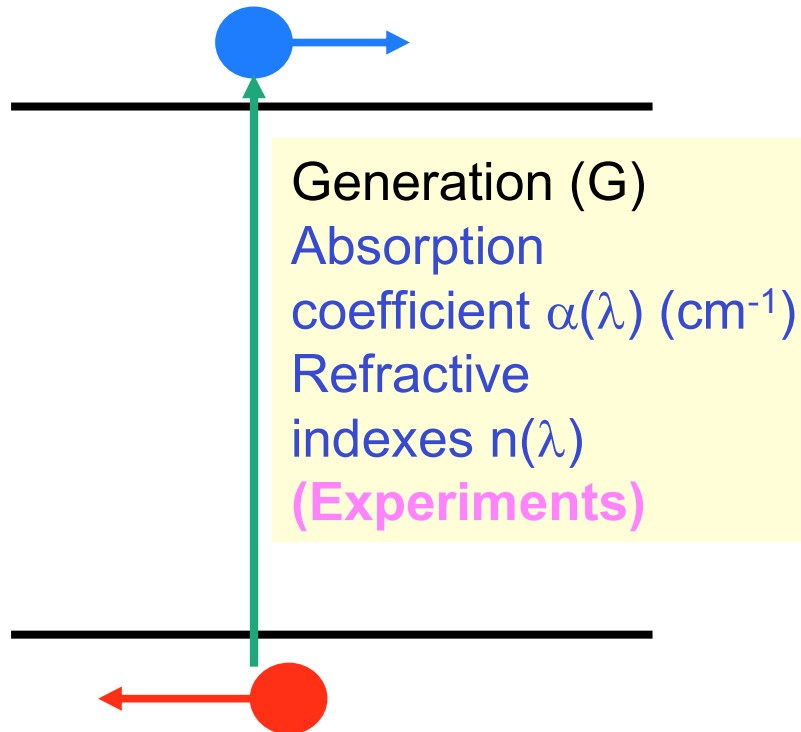 Generation (G)
Absorption
coefficient α(λ) (cm⁻¹)
Refractive
indexes n(λ)
(Experiments)